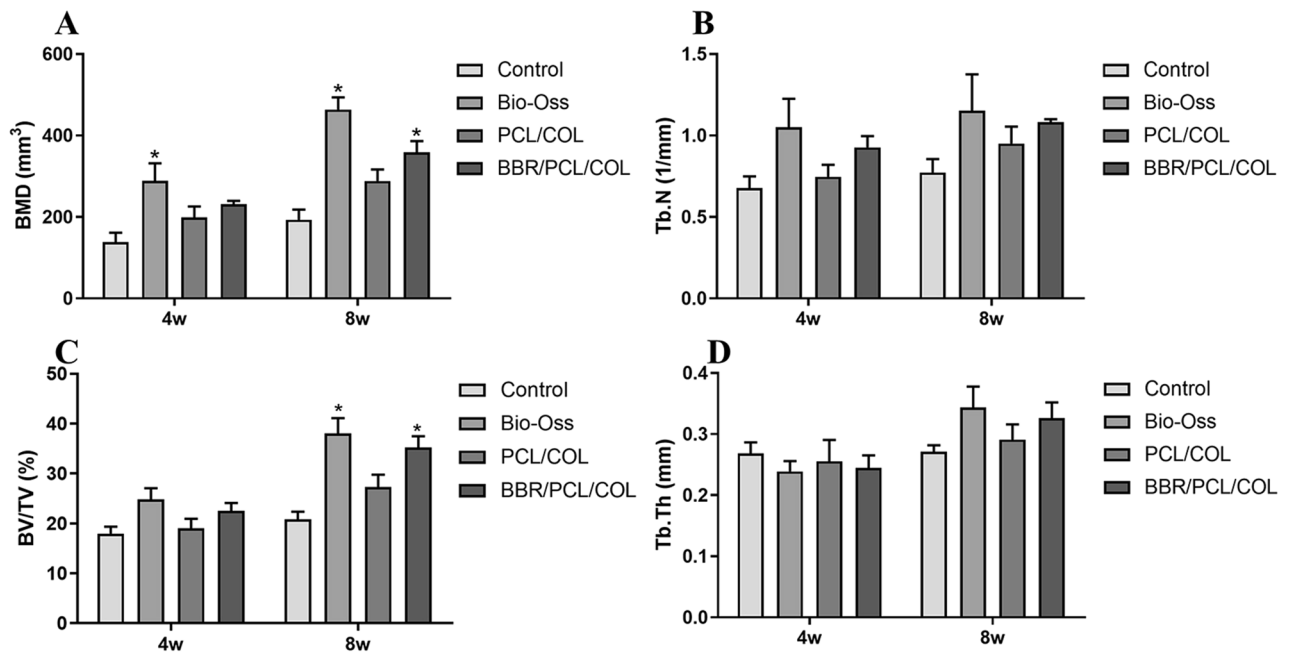 A
600
400
200
0
BMD (mm³)
*
*
*
4w
8w
Control
Bio-Oss
PCL/COL
BBR/PCL/COL
B
1.5
1.0
0.5
0.0
Tb.N (1/mm)
4w
8w
Control
Bio-Oss
PCL/COL
BBR/PCL/COL
C
50
40
30
20
10
0
BV/TV (%)
*
*
4w
8w
Control
Bio-Oss
PCL/COL
BBR/PCL/COL
D
0.4
0.3
0.2
0.1
0.0
Tb.Th (mm)
4w
8w
Control
Bio-Oss
PCL/COL
BBR/PCL/COL